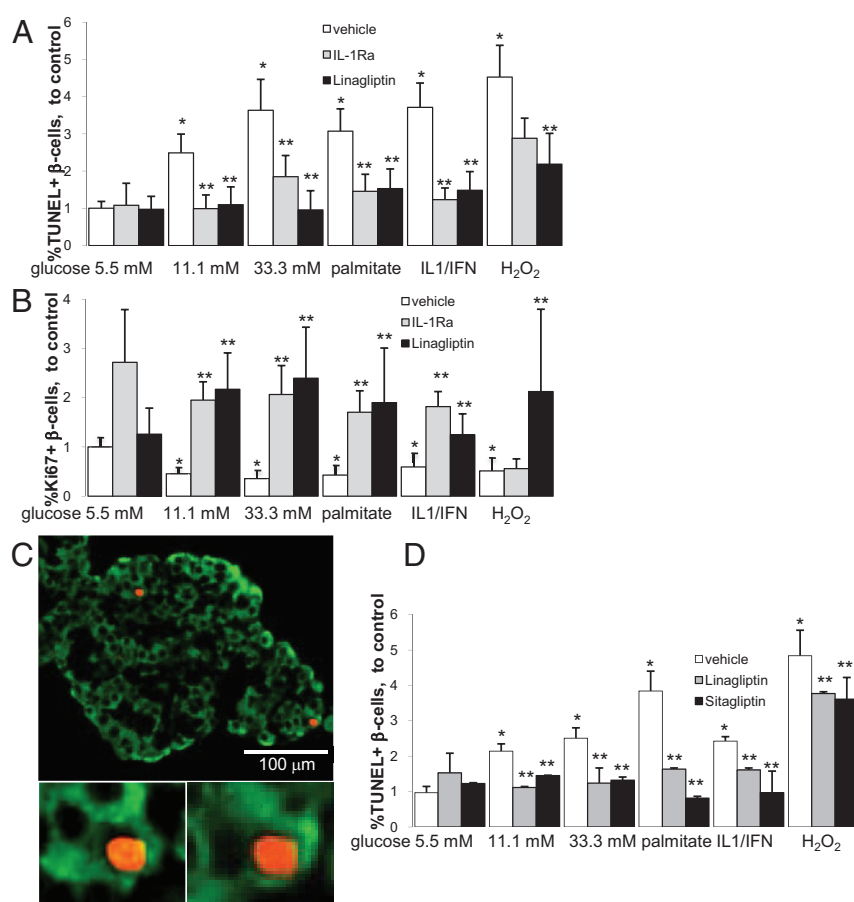 A
%TUNEL+ β-cells, to control
6
5
4
3
2
1
0
vehicle
IL-1Ra
Linagliptin
* * ** ** * ** ** * ** ** * ** ** * **
glucose 5.5 mM 11.1 mM 33.3 mM palmitate IL1/IFN H₂O₂
B
%Ki67+ β-cells, to control
4
3
2
1
0
vehicle
IL-1Ra
Linagliptin
* ** ** * ** ** * ** ** * ** ** * **
glucose 5.5 mM 11.1 mM 33.3 mM palmitate IL1/IFN H₂O₂
C
100 μm
D
%TUNEL+ β-cells, to control
6
5
4
3
2
1
0
vehicle
Linagliptin
Sitagliptin
* ** ** * ** ** * ** ** * ** ** * ** **
glucose 5.5 mM 11.1 mM 33.3 mM palmitate IL1/IFN H₂O₂